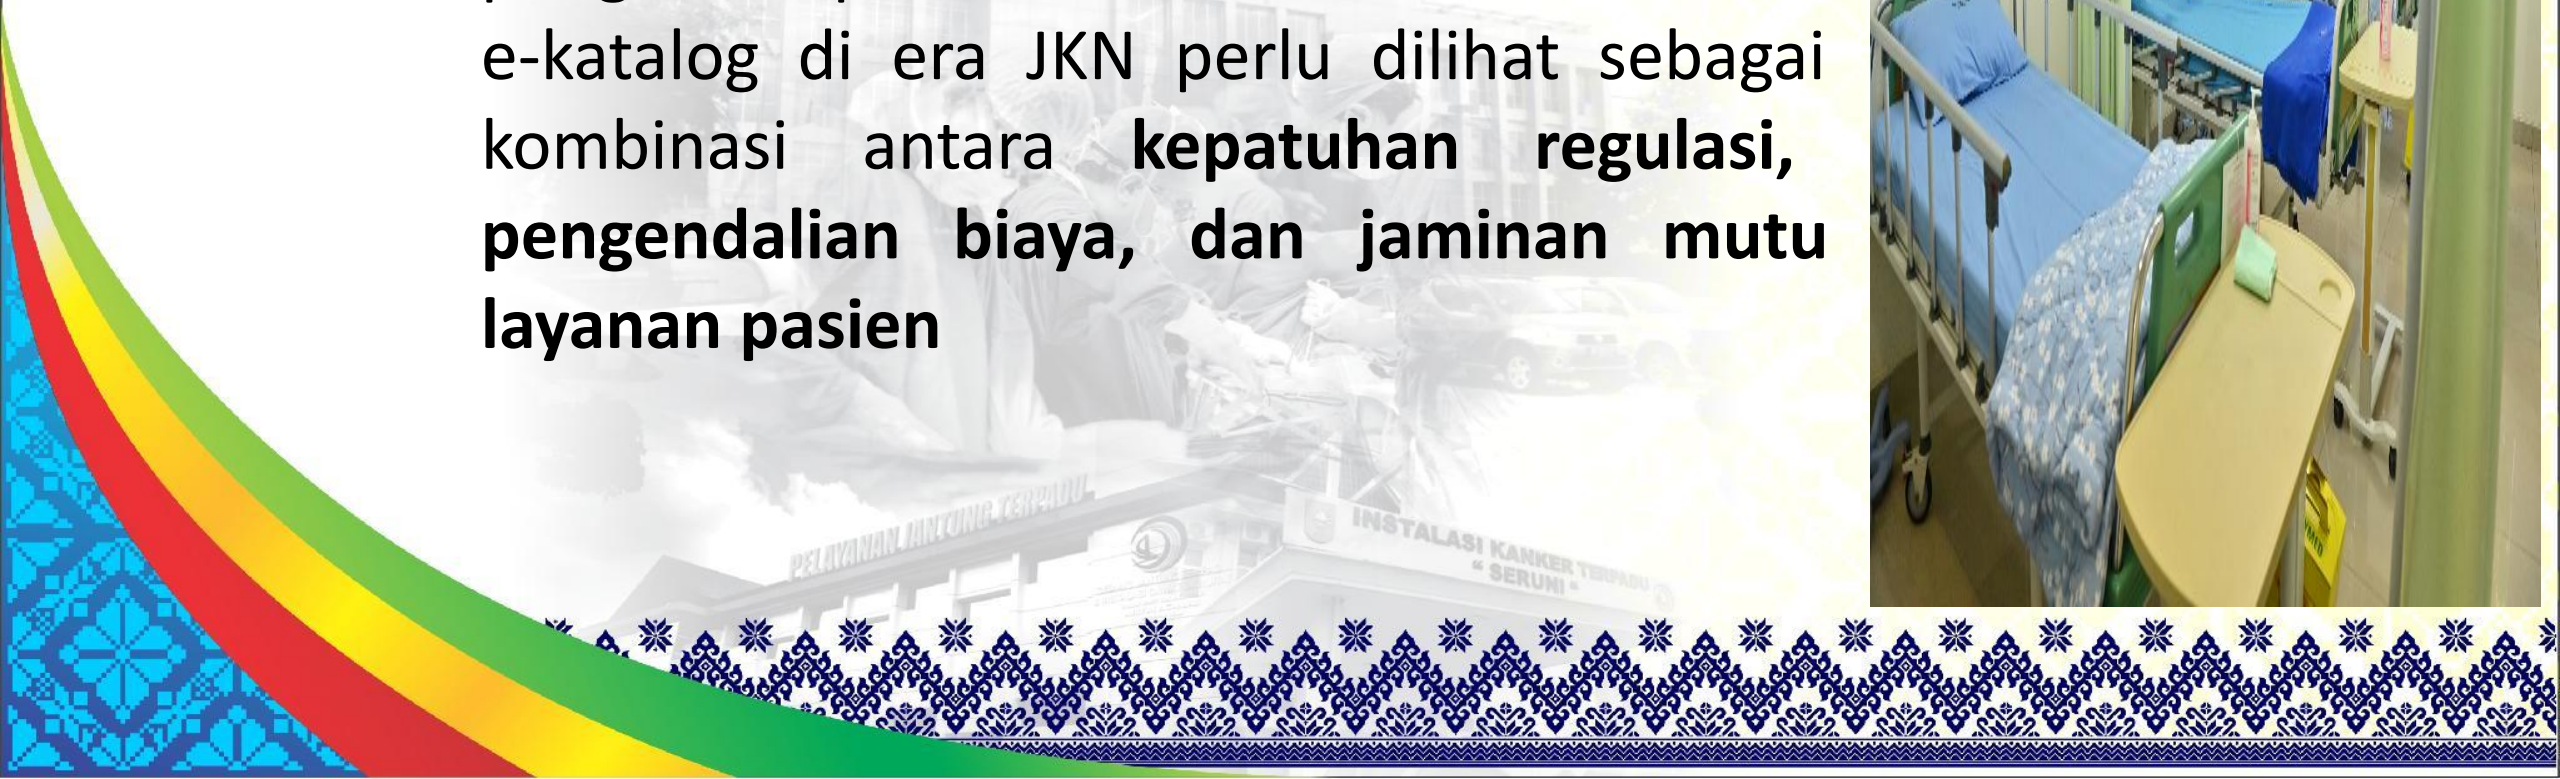 e-katalog di era JKN perlu dilihat sebagai
kombinasi antara kepatuhan regulasi,
pengendalian biaya, dan jaminan mutu
layanan pasien
PELAYANAN JANTUNG TERPADU
INSTALASI KANKER TERPADU
“ SERUNI “